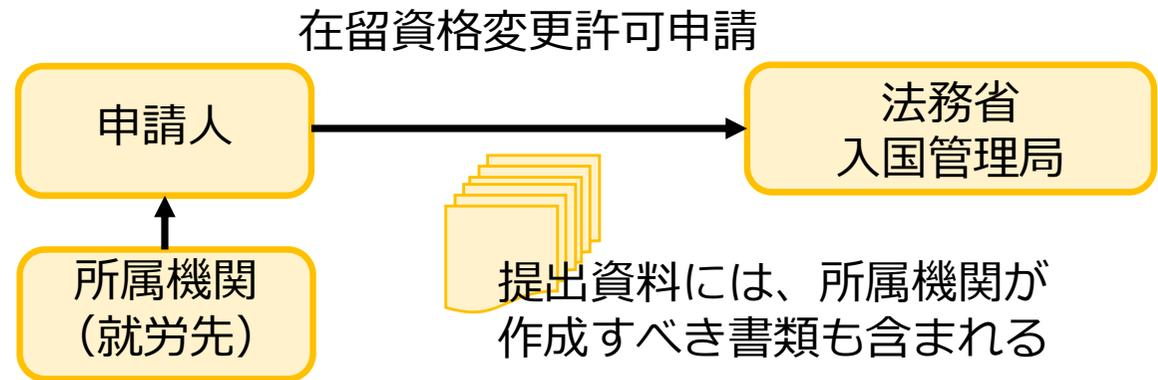 在留資格変更許可申請
申請人
法務省
入国管理局
所属機関
（就労先）
提出資料には、所属機関が
作成すべき書類も含まれる